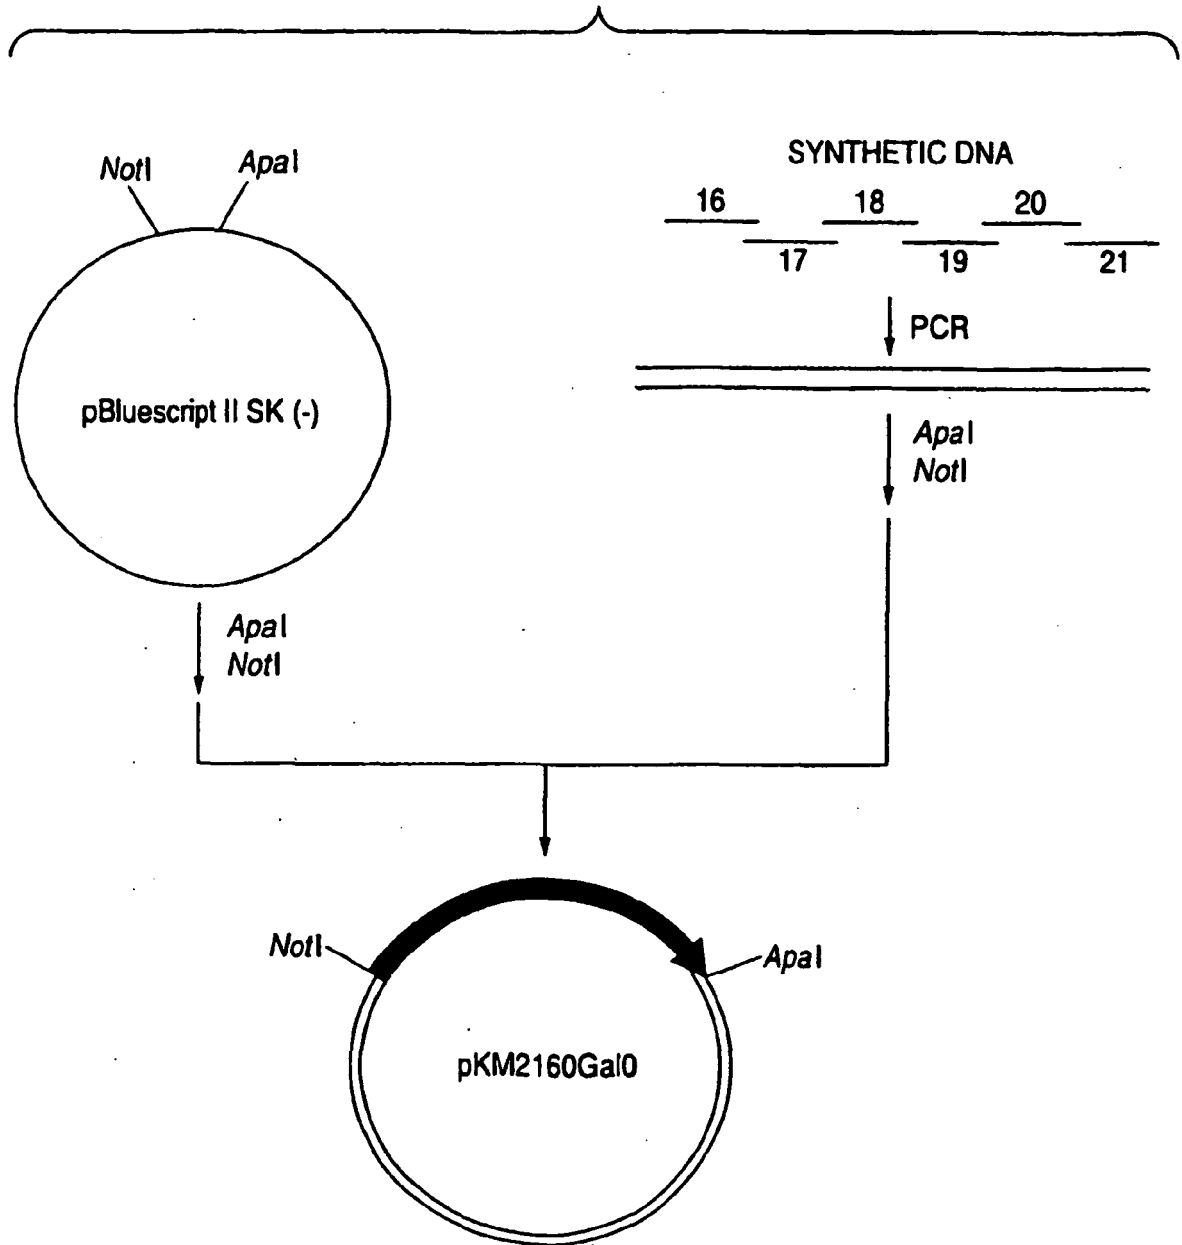 NotI ApaI
pBluescript II SK (-)
ApaI
NotI
SYNTHETIC DNA
16 18 20
17 19 21
PCR
ApaI
NotI
NotI
ApaI
pKM2160Gal0